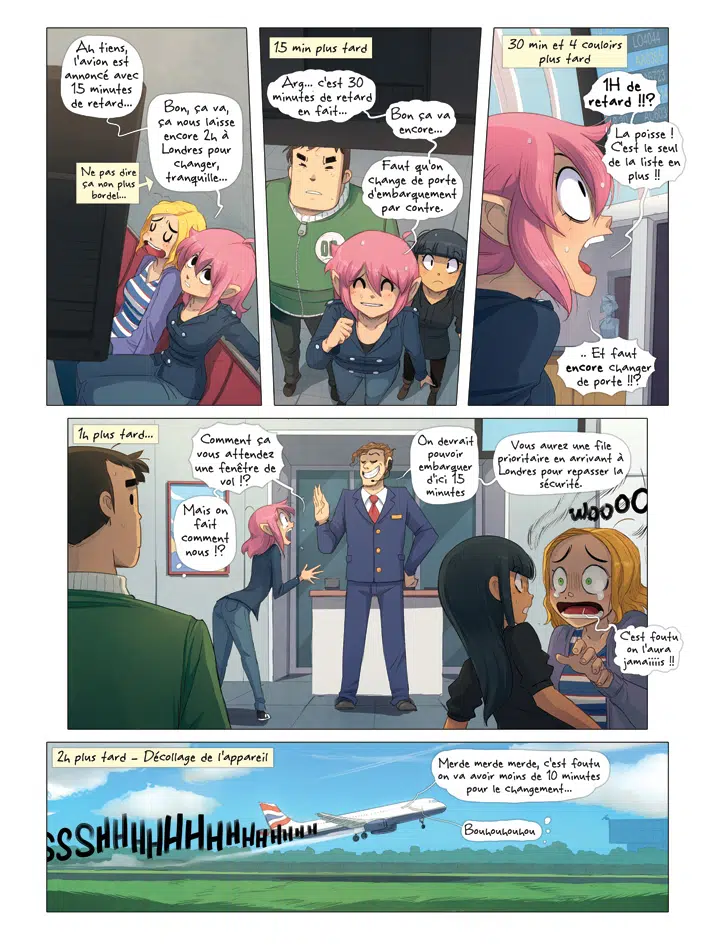 Ah tiens,
l'avion est
annoncé avec
15 minutes
de retard...
Bon, ça va,
ça nous laisse
encore 2h à
Londres pour
changer,
tranquille...
Ne pas dire
ça non plus
bordel...
15 min plus tard
Arg... c'est 30
minutes de retard
en fait...
Bon ça va
encore...
Faut qu'on
change de porte
d'embarquement
par contre.
30 min et 4 couloirs
plus tard
LO4044
1H de
retard !!?
La poisse !
C'est le seul
de la liste en
plus !!
.. Et faut
encore changer
de porte !!?
1h plus tard...
Comment ça
vous attendez
une fenêtre de
vol !?
Mais on
fait
comment
nous !?
On devrait
pouvoir
embarquer
d'ici 15
minutes
Vous aurez une file
prioritaire en arrivant à
Londres pour repasser la
sécurité.
WOOOO
C'est foutu
on l'aura
jamaiiiis !!
2h plus tard – Décollage de l'appareil
Merde merde merde, c'est foutu
on va avoir moins de 10 minutes
pour le changement...
SSSHHHHHHHHHHHHHHH
Bouhouhouhou